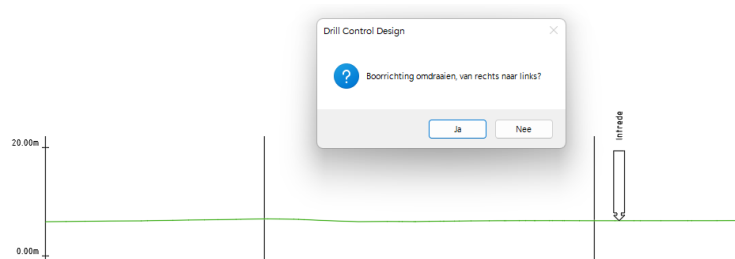 Drill Control Design
Boorrichting omdraaien, van rechts naar links?
Ja
Nee
Intrede
20.00m
0.00m